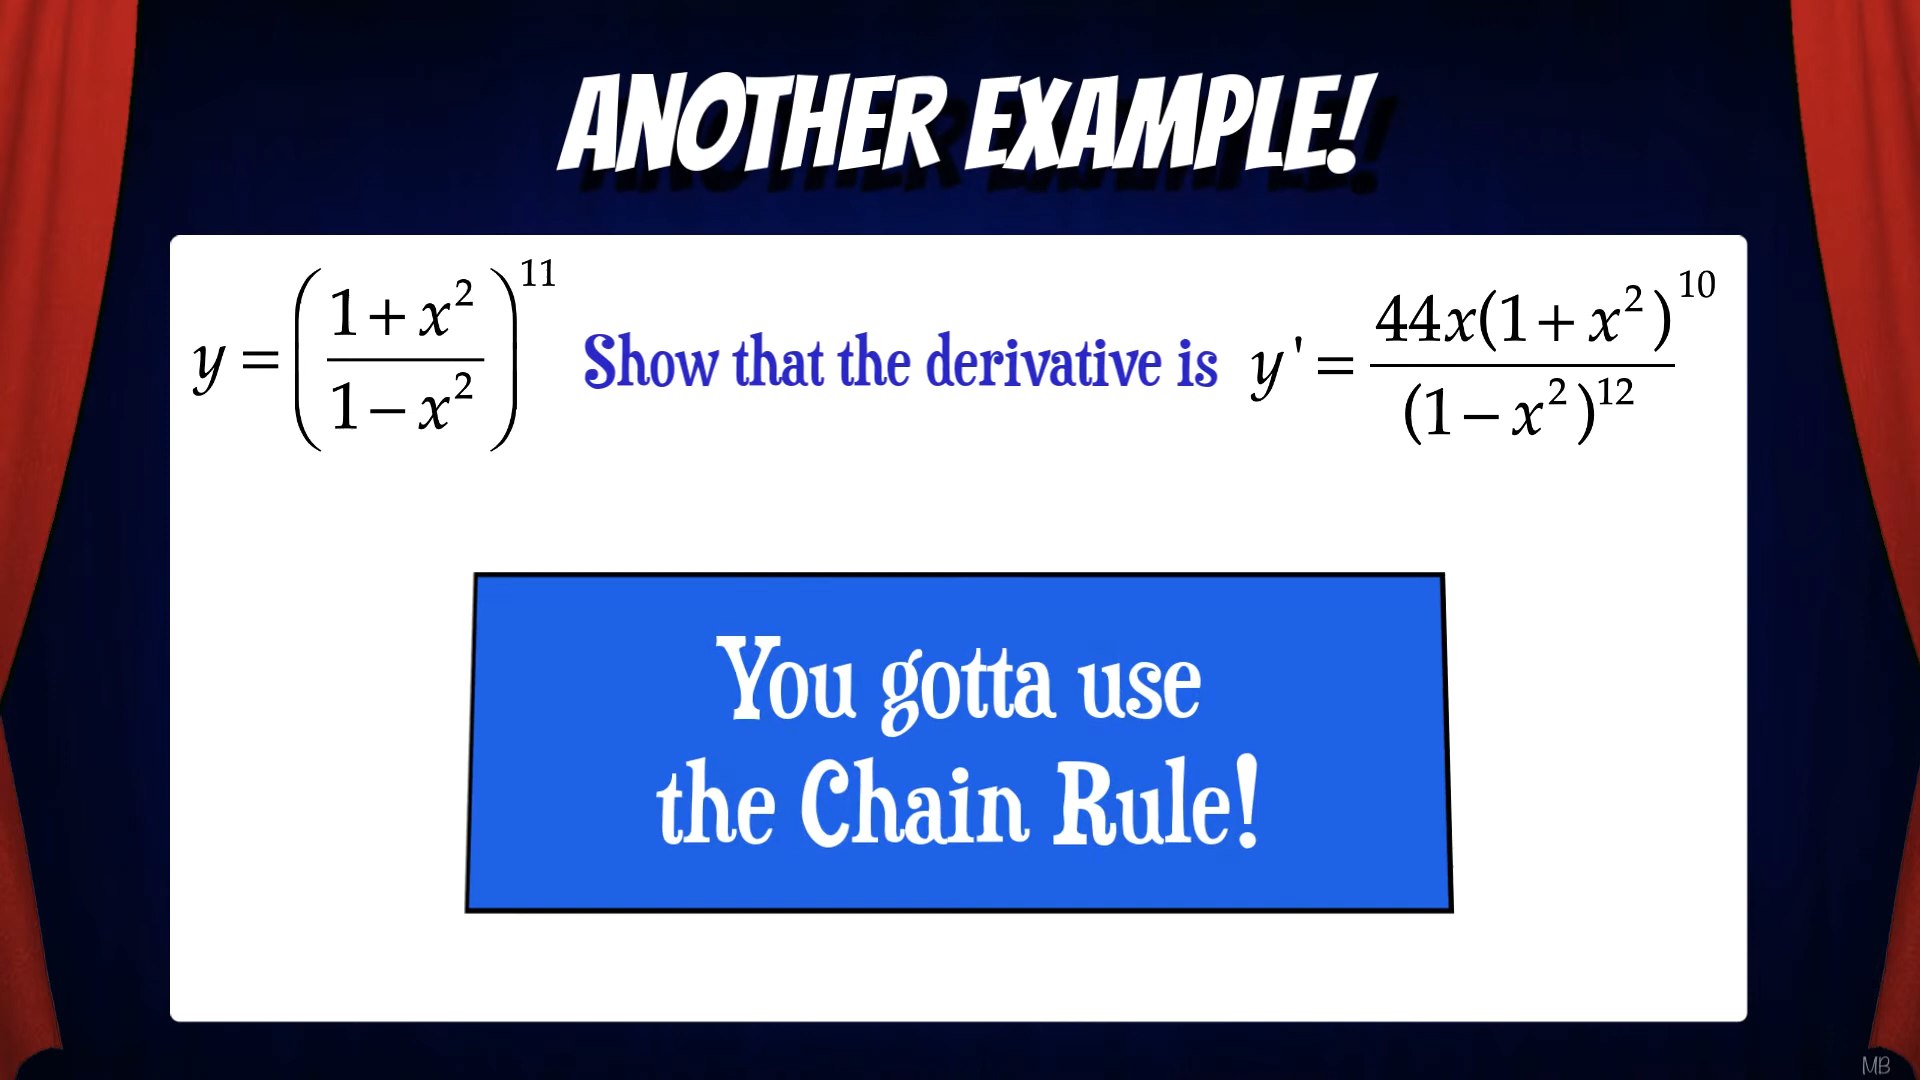 ANOTHER EXAMPLE!
y = ((1 + x²)/(1 − x²))¹¹ Show that the derivative is y' = 44x(1 + x²)¹⁰/(1 − x²)¹²
You gotta use
the Chain Rule!
MB